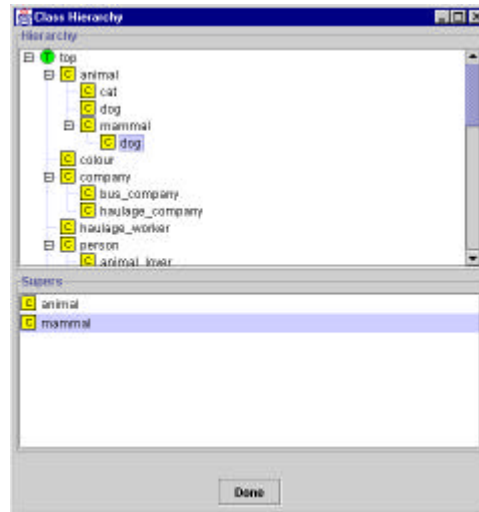 Class Hierarchy
Hierarchy
T top
C animal
C cat
C dog
C mammal
C dog
C colour
C company
C bus_company
C haulage_company
C haulage_worker
C person
C animal_lover
Supers
C animal
C mammal
Done